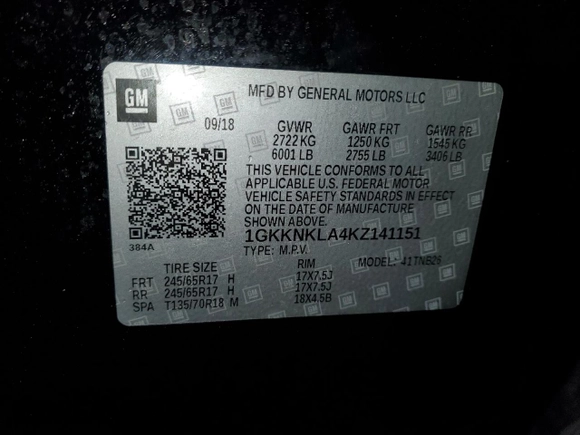 GM
MFD BY GENERAL MOTORS LLC
09/18 GVWR GAWR FRT GAWR RR
2722 KG 1250 KG 1545 KG
6001 LB 2755 LB 3406 LB
THIS VEHICLE CONFORMS TO ALL
APPLICABLE U.S. FEDERAL MOTOR
VEHICLE SAFETY STANDARDS IN EFFECT
ON THE DATE OF MANUFACTURE
SHOWN ABOVE.
384A
1GKKNKLA4KZ141151
TYPE: M.P.V. MODEL: 41TNB26
TIRE SIZE RIM
FRT 245/65R17 H 17X7.5J
RR 245/65R17 H 17X7.5J
SPA T135/70R18 M 18X4.5B